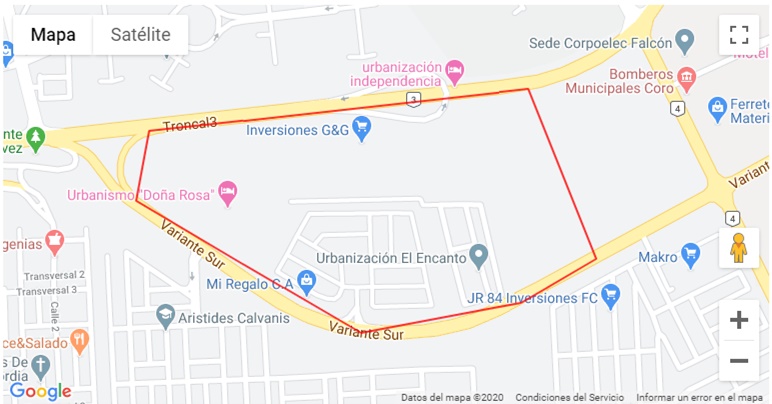 Mapa
Satélite
Sede Corpoelec Falcón
urbanización
independencia
Motel
Bomberos
Municipales Coro
3
4
Ferrete
Materi
Troncal3
Inversiones G&G
nte
vez
Variant
Urbanismo "Doña Rosa"
4
Variante Sur
genias
Urbanización El Encanto
Makro
Transversal 2
Mi Regalo C.A
Transversal 3
JR 84 Inversiones FC
Calle 2
Aristides Calvanis
Variante Sur
ce&Salado
s De
rdia
Google
Datos del mapa ©2020
Condiciones del Servicio
Informar un error en el mapa